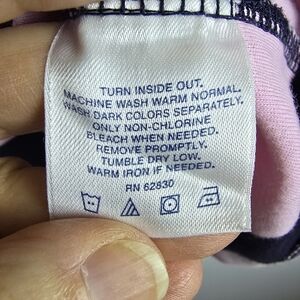 TURN INSIDE OUT.
MACHINE WASH WARM NORMAL.
WASH DARK COLORS SEPARATELY.
ONLY NON-CHLORINE
BLEACH WHEN NEEDED.
REMOVE PROMPTLY.
TUMBLE DRY LOW.
WARM IRON IF NEEDED.
RN 62830